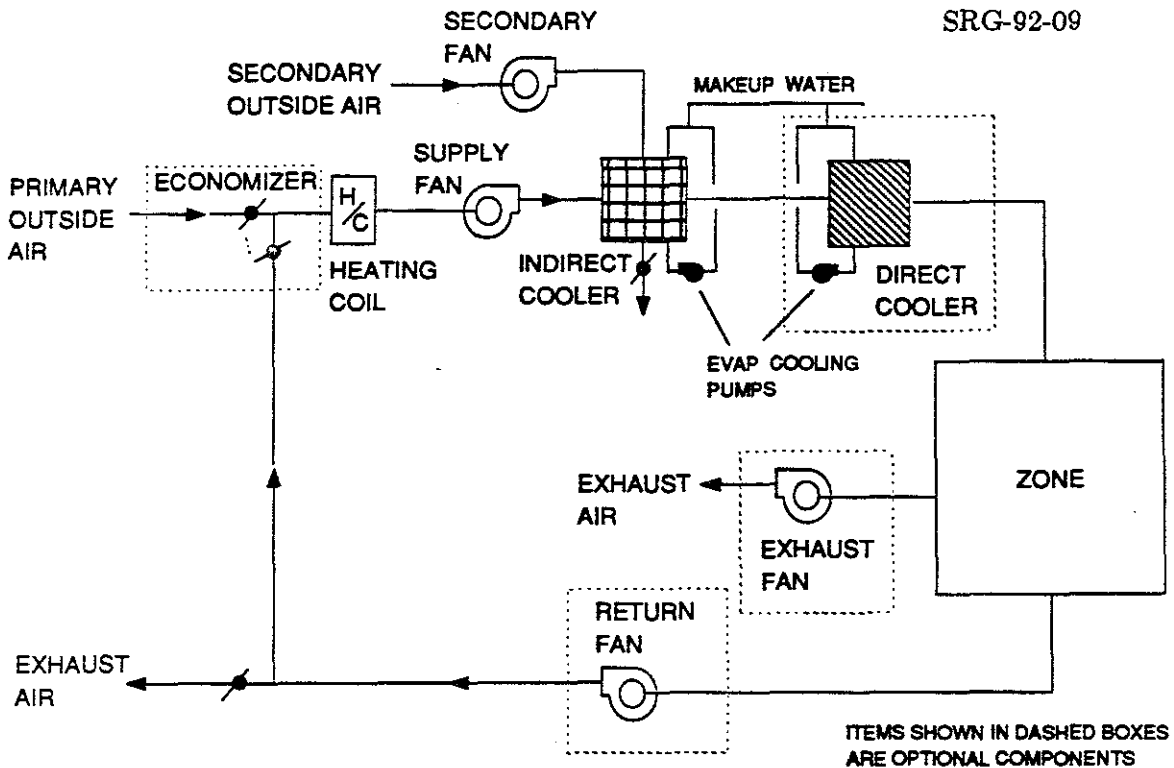 SRG-92-09
SECONDARY
FAN
SECONDARY
OUTSIDE AIR
MAKEUP WATER
PRIMARY
OUTSIDE
AIR
ECONOMIZER
H/C
HEATING
COIL
SUPPLY
FAN
INDIRECT
COOLER
DIRECT
COOLER
EVAP COOLING
PUMPS
ZONE
EXHAUST
AIR
EXHAUST
FAN
RETURN
FAN
EXHAUST
AIR
ITEMS SHOWN IN DASHED BOXES
ARE OPTIONAL COMPONENTS